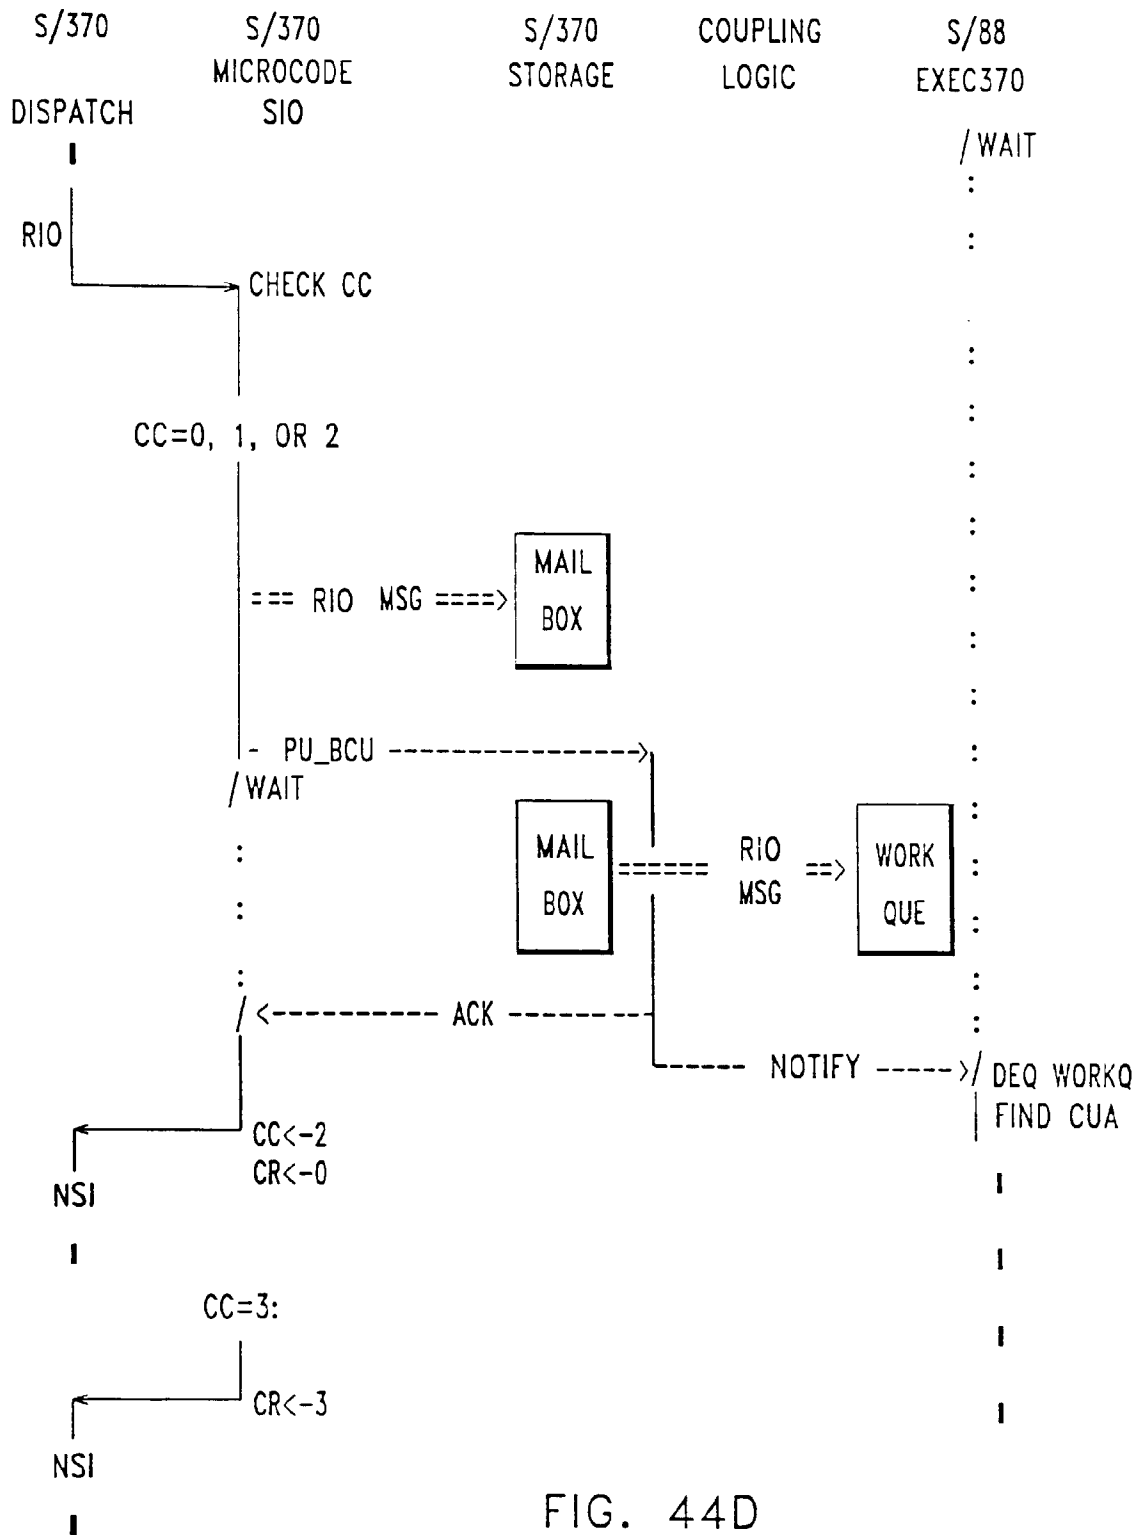 S/370 S/370 S/370 COUPLING S/88
MICROCODE STORAGE LOGIC EXEC370
DISPATCH SIO
/WAIT
RIO
CHECK CC
CC=0, 1, OR 2
MAIL
=== RIO MSG ====>
BOX
- PU_BCU ------------------>
/WAIT
MAIL RIO WORK
====== ==>
BOX MSG QUE
/ <---------- ACK ---------
------ NOTIFY ----->/ DEQ WORKQ
FIND CUA
CC<-2
CR<-0
NSI
CC=3:
CR<-3
NSI
FIG. 44D